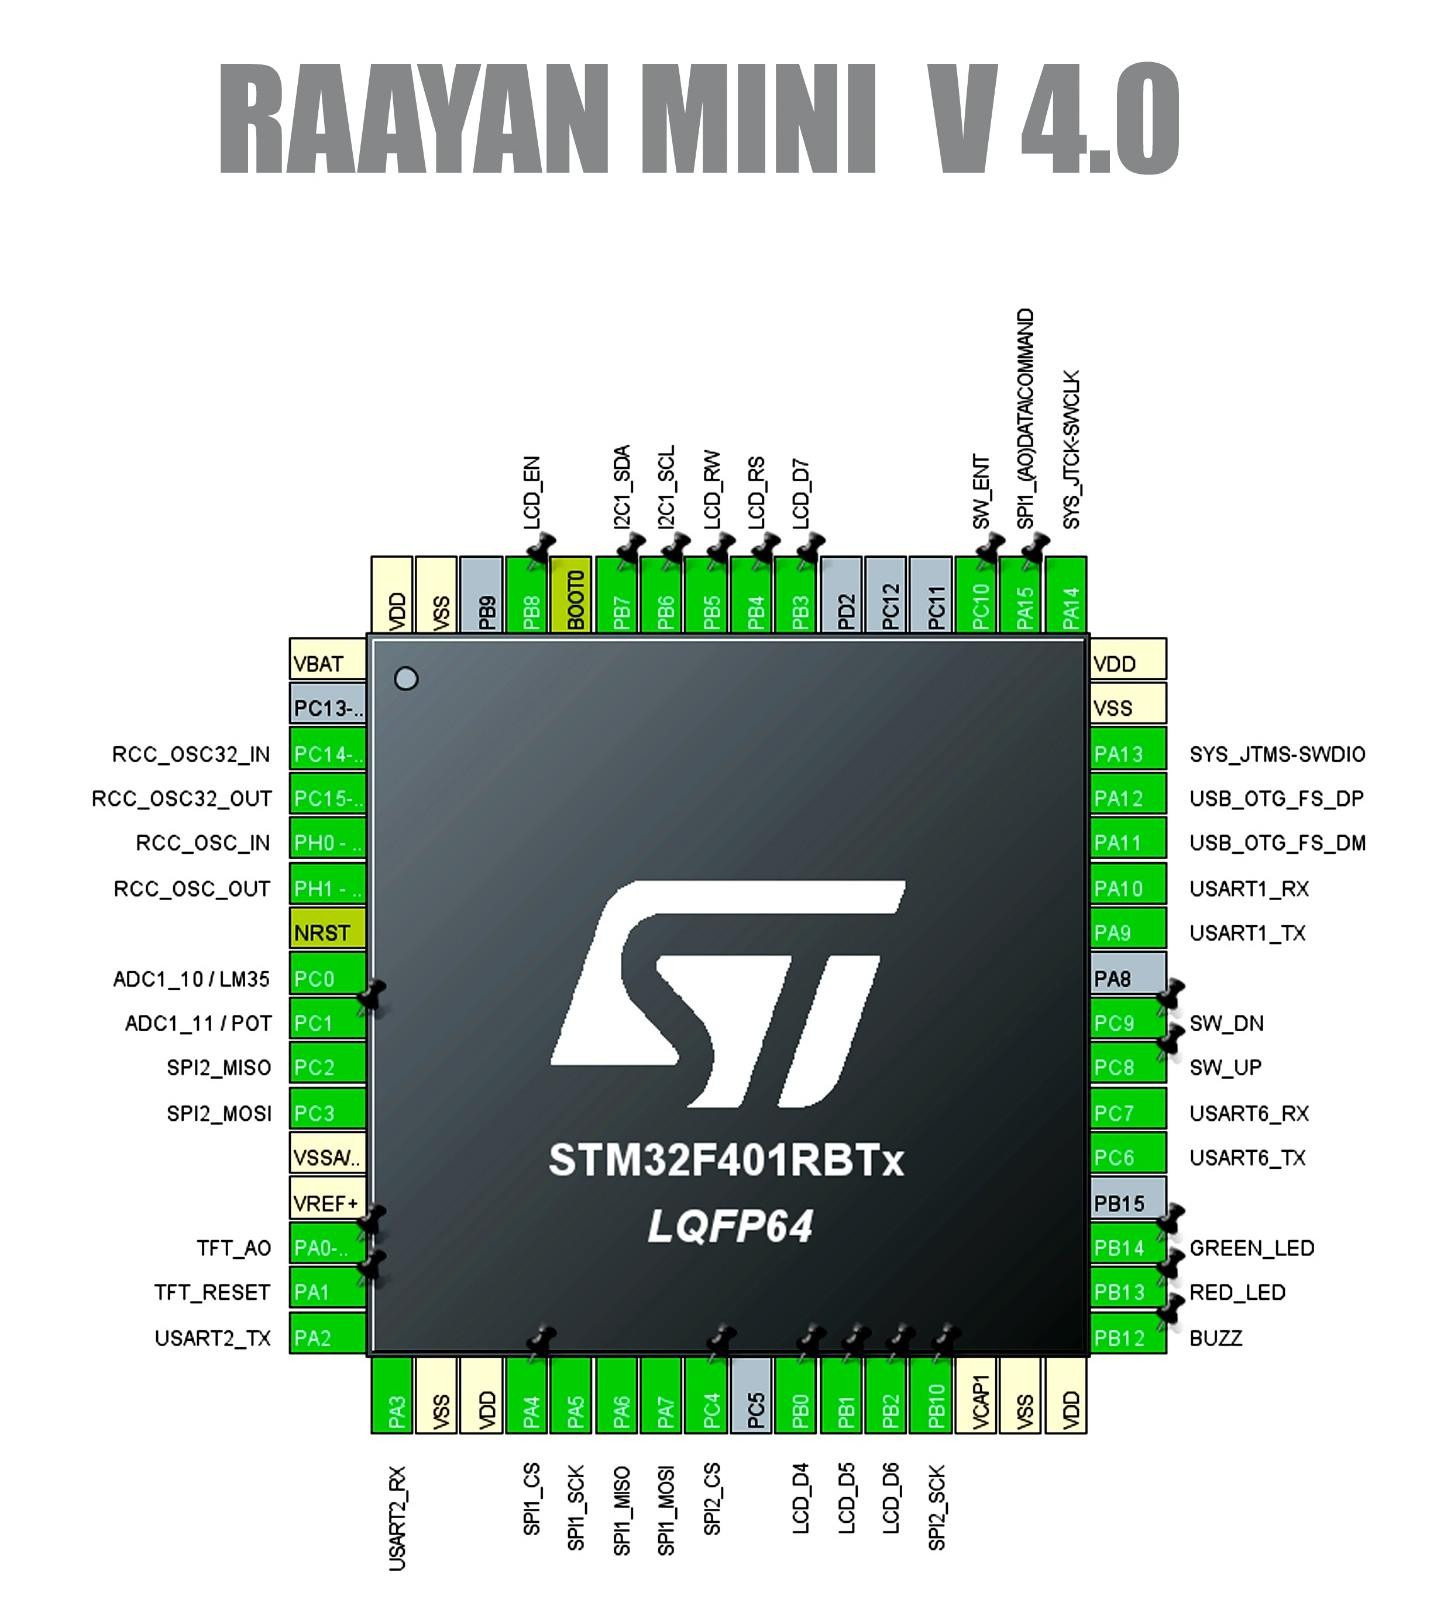 RAAYAN MINI V 4.0
LCD_EN
I2C1_SDA
I2C1_SCL
LCD_RW
LCD_RS
LCD_D7
SW_ENT
SPI1_(AO)DATA\COMMAND
SYS_JTCK-SWCLK
VDD
VSS
PB9
PB8
BOOT0
PB7
PB6
PB5
PB4
PB3
PD2
PC12
PC11
PC10
PA15
PA14
VBAT
PC13-..
RCC_OSC32_IN PC14-..
RCC_OSC32_OUT PC15-..
RCC_OSC_IN PH0 - ..
RCC_OSC_OUT PH1 - ..
NRST
ADC1_10 / LM35 PC0
ADC1_11 / POT PC1
SPI2_MISO PC2
SPI2_MOSI PC3
VSSA/..
VREF+
TFT_AO PA0-..
TFT_RESET PA1
USART2_TX PA2
ST
STM32F401RBTx
LQFP64
VDD
VSS
PA13 SYS_JTMS-SWDIO
PA12 USB_OTG_FS_DP
PA11 USB_OTG_FS_DM
PA10 USART1_RX
PA9 USART1_TX
PA8
PC9 SW_DN
PC8 SW_UP
PC7 USART6_RX
PC6 USART6_TX
PB15
PB14 GREEN_LED
PB13 RED_LED
PB12 BUZZ
PA3
VSS
VDD
PA4
PA5
PA6
PA7
PC4
PC5
PB0
PB1
PB2
PB10
VCAP1
VSS
VDD
USART2_RX
SPI1_CS
SPI1_SCK
SPI1_MISO
SPI1_MOSI
SPI2_CS
LCD_D4
LCD_D5
LCD_D6
SPI2_SCK